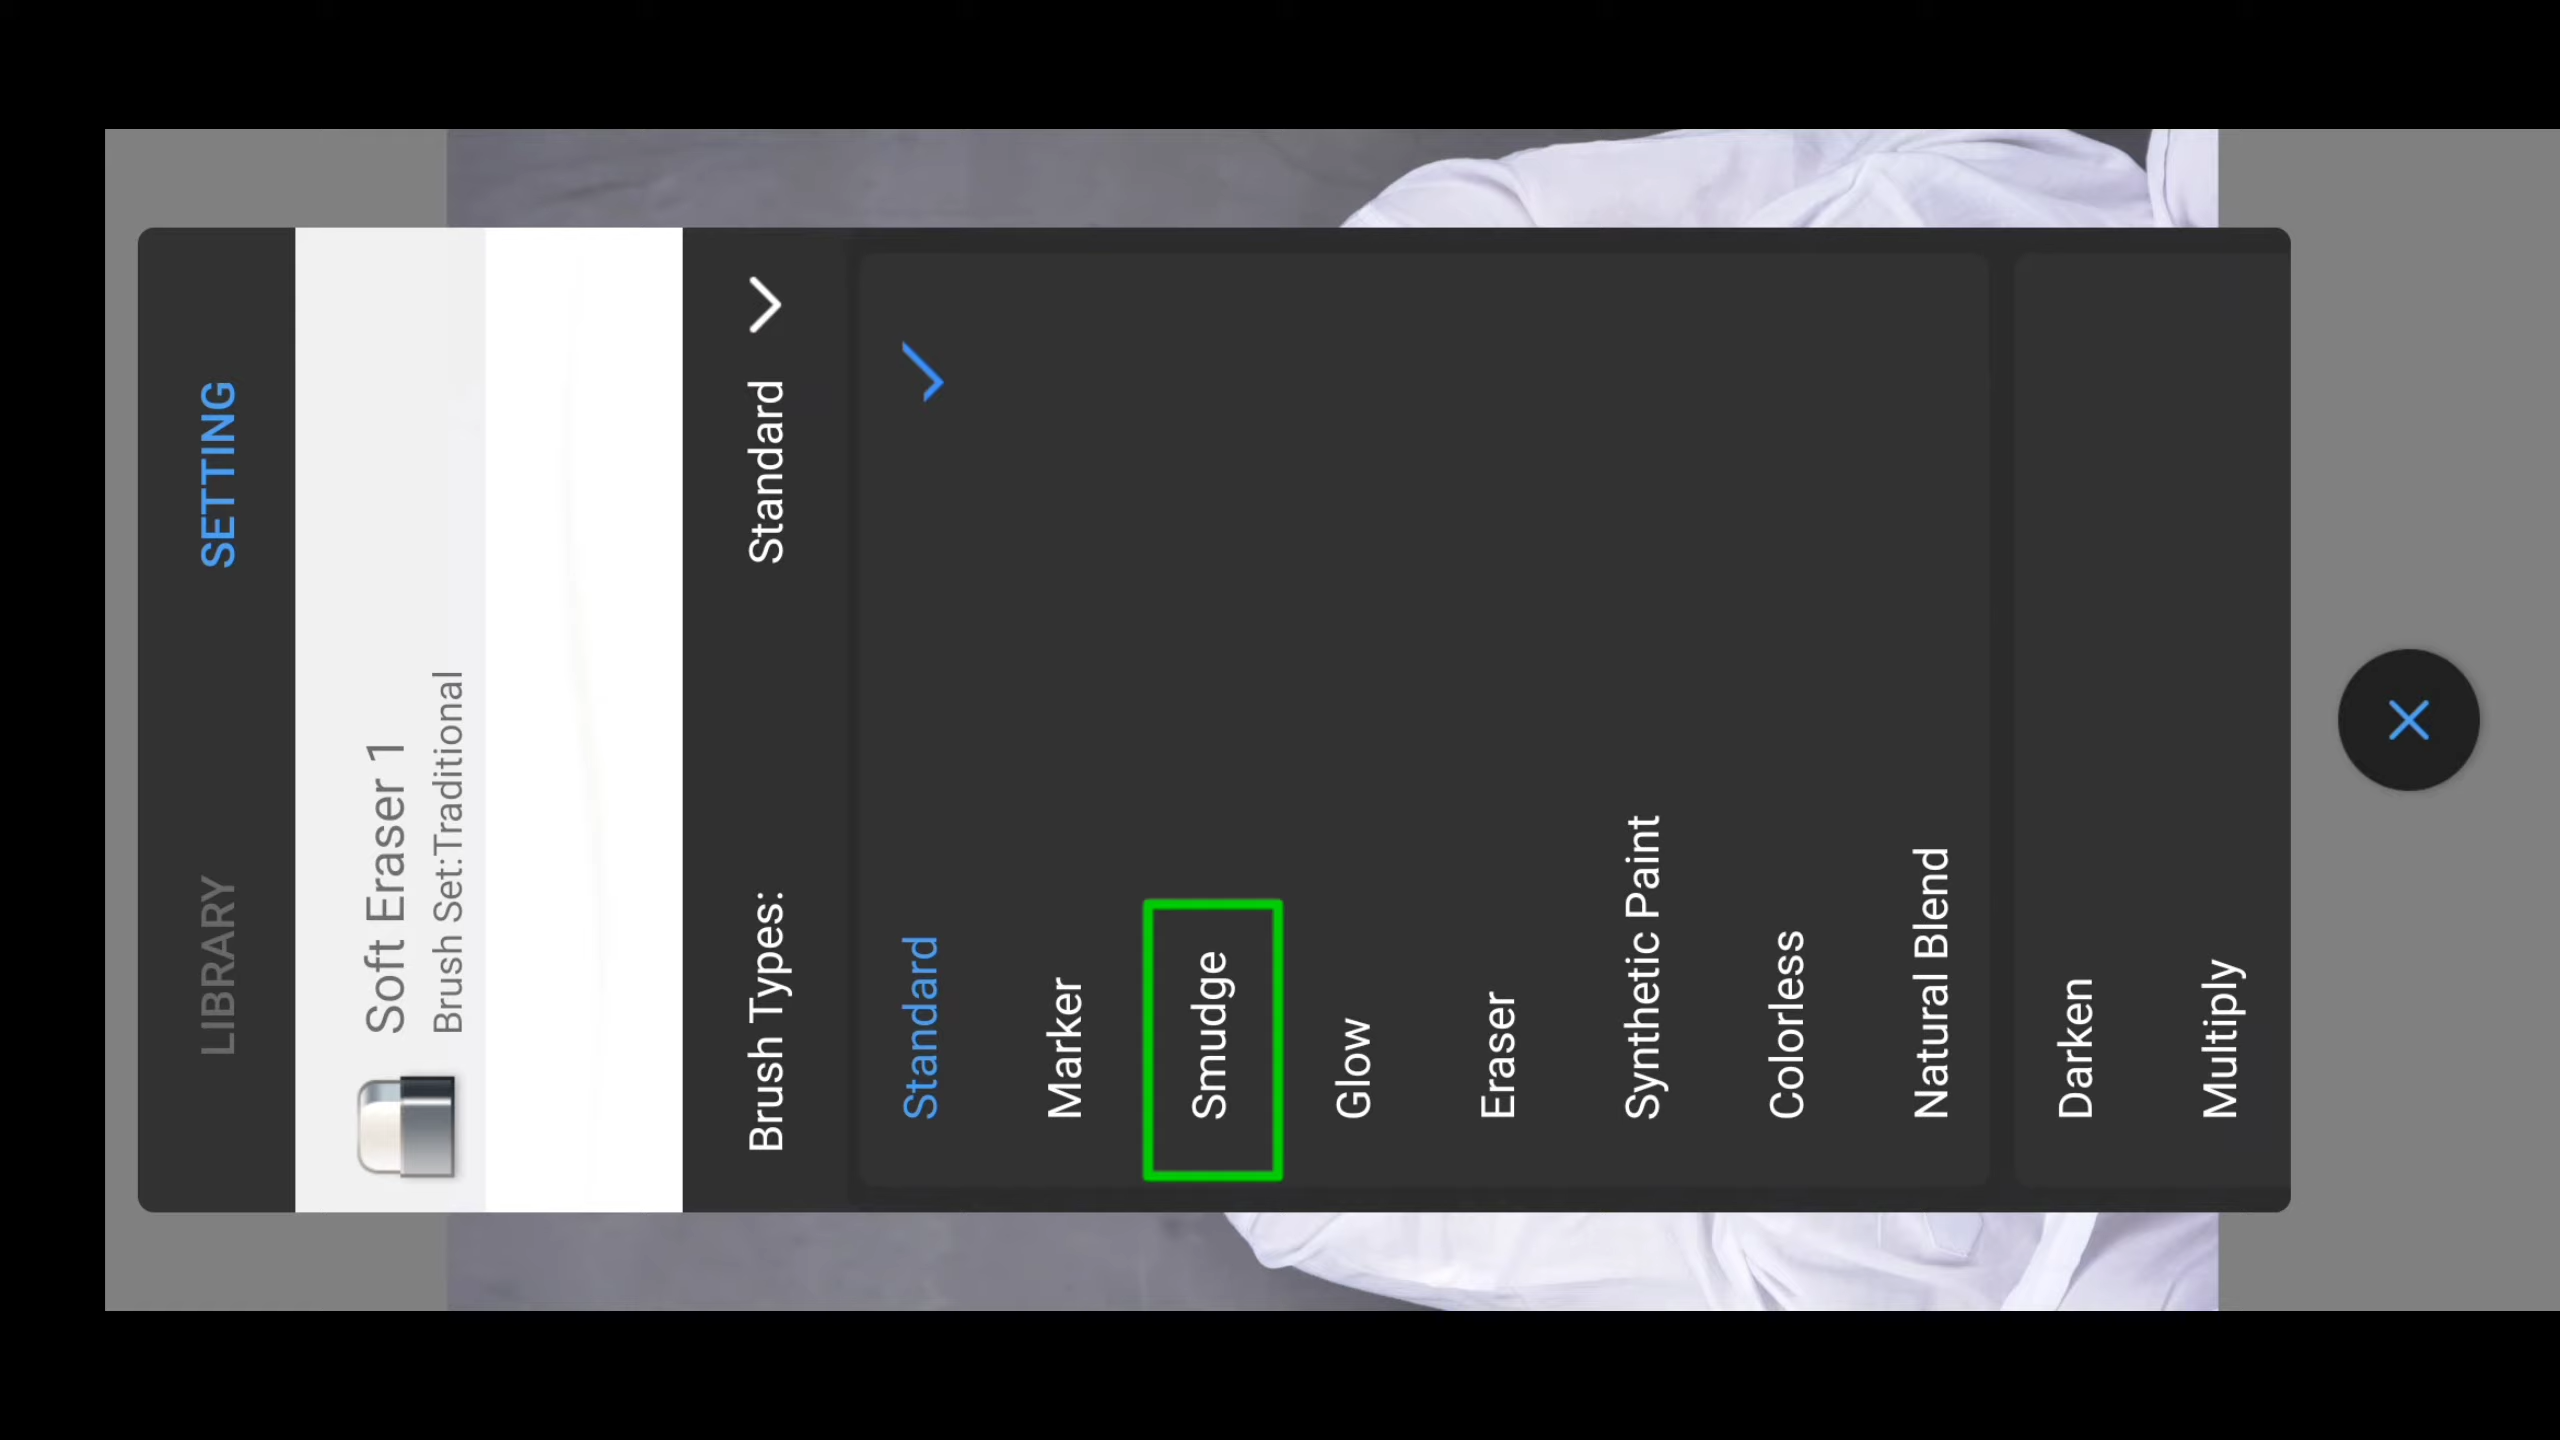 LIBRARY SETTING
Soft Eraser 1
Brush Set:Traditional
Brush Types: Standard
Standard
Marker
Smudge
Glow
Eraser
Synthetic Paint
Colorless
Natural Blend
Darken
Multiply